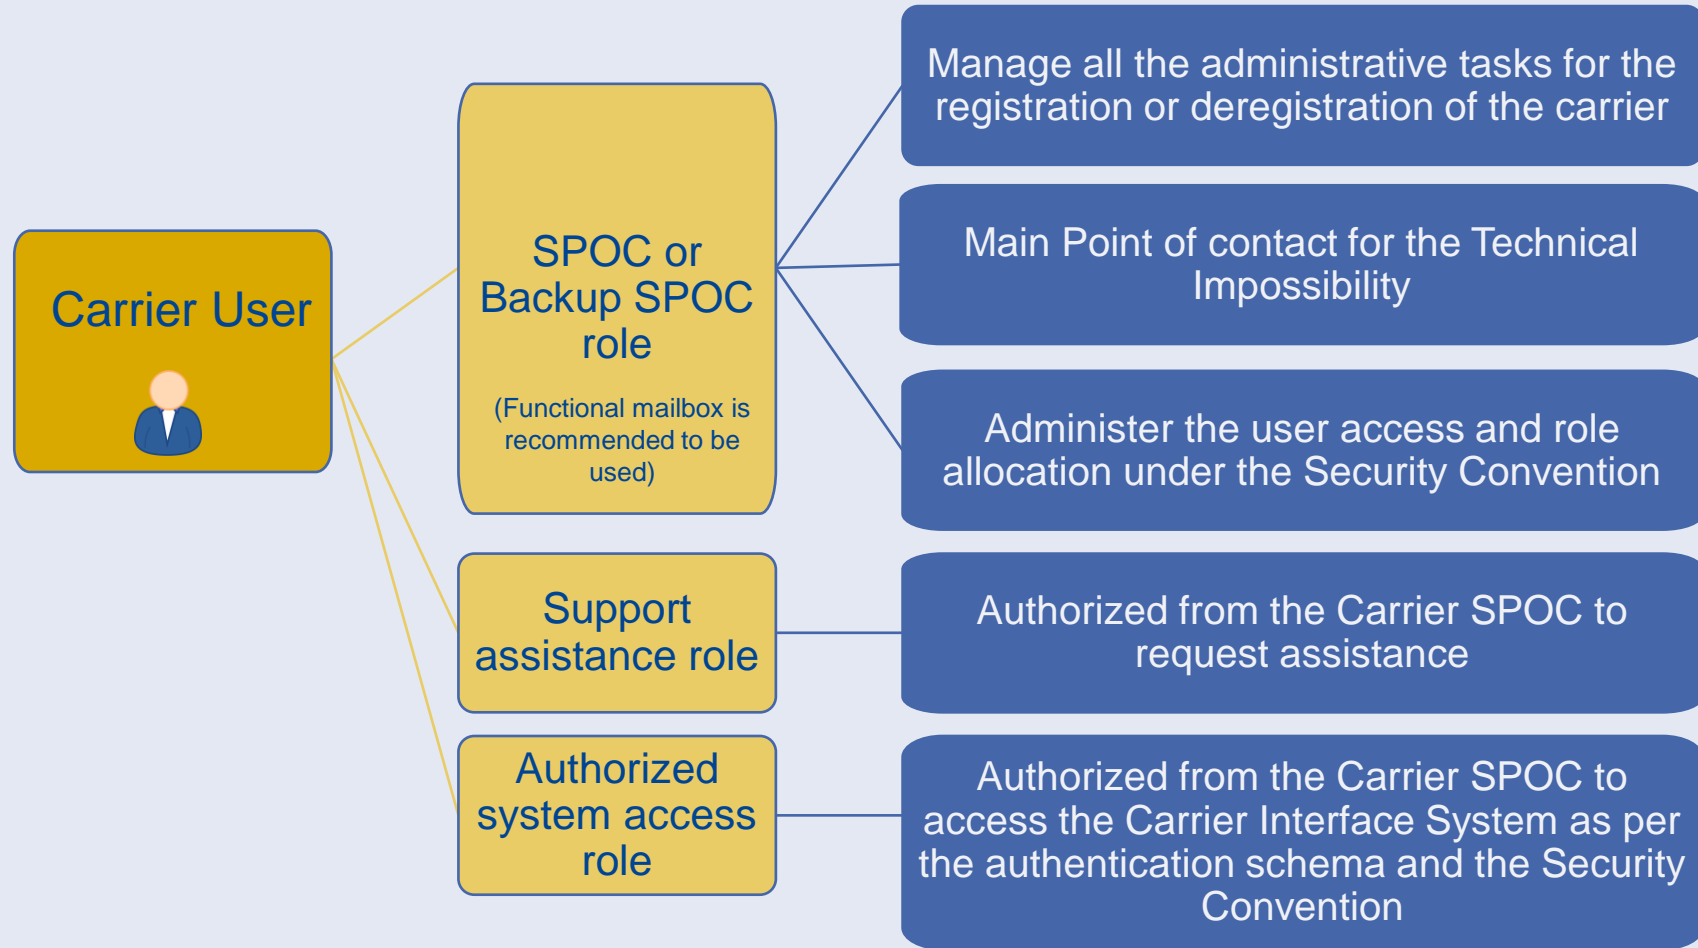 Carrier User
SPOC or
Backup SPOC
role
(Functional mailbox is
recommended to be
used)
Manage all the administrative tasks for the
registration or deregistration of the carrier
Main Point of contact for the Technical
Impossibility
Administer the user access and role
allocation under the Security Convention
Support
assistance role
Authorized from the Carrier SPOC to
request assistance
Authorized
system access
role
Authorized from the Carrier SPOC to
access the Carrier Interface System as per
the authentication schema and the Security
Convention